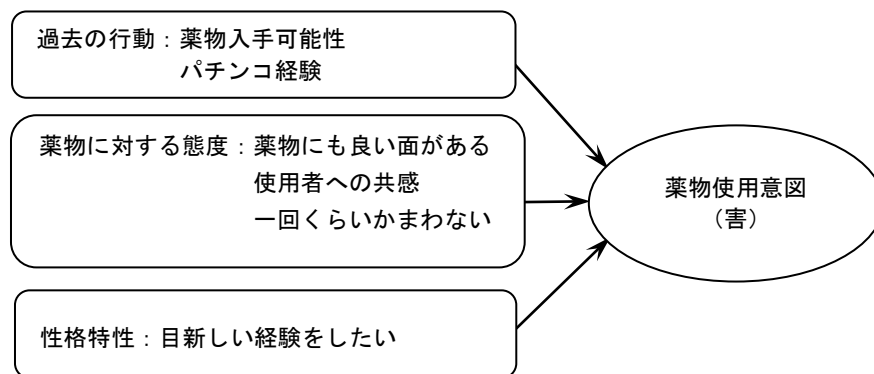 過去の行動：薬物入手可能性
パチンコ経験
薬物に対する態度：薬物にも良い面がある
使用者への共感
一回くらいかまわない
性格特性：目新しい経験をしたい
薬物使用意図
（害）